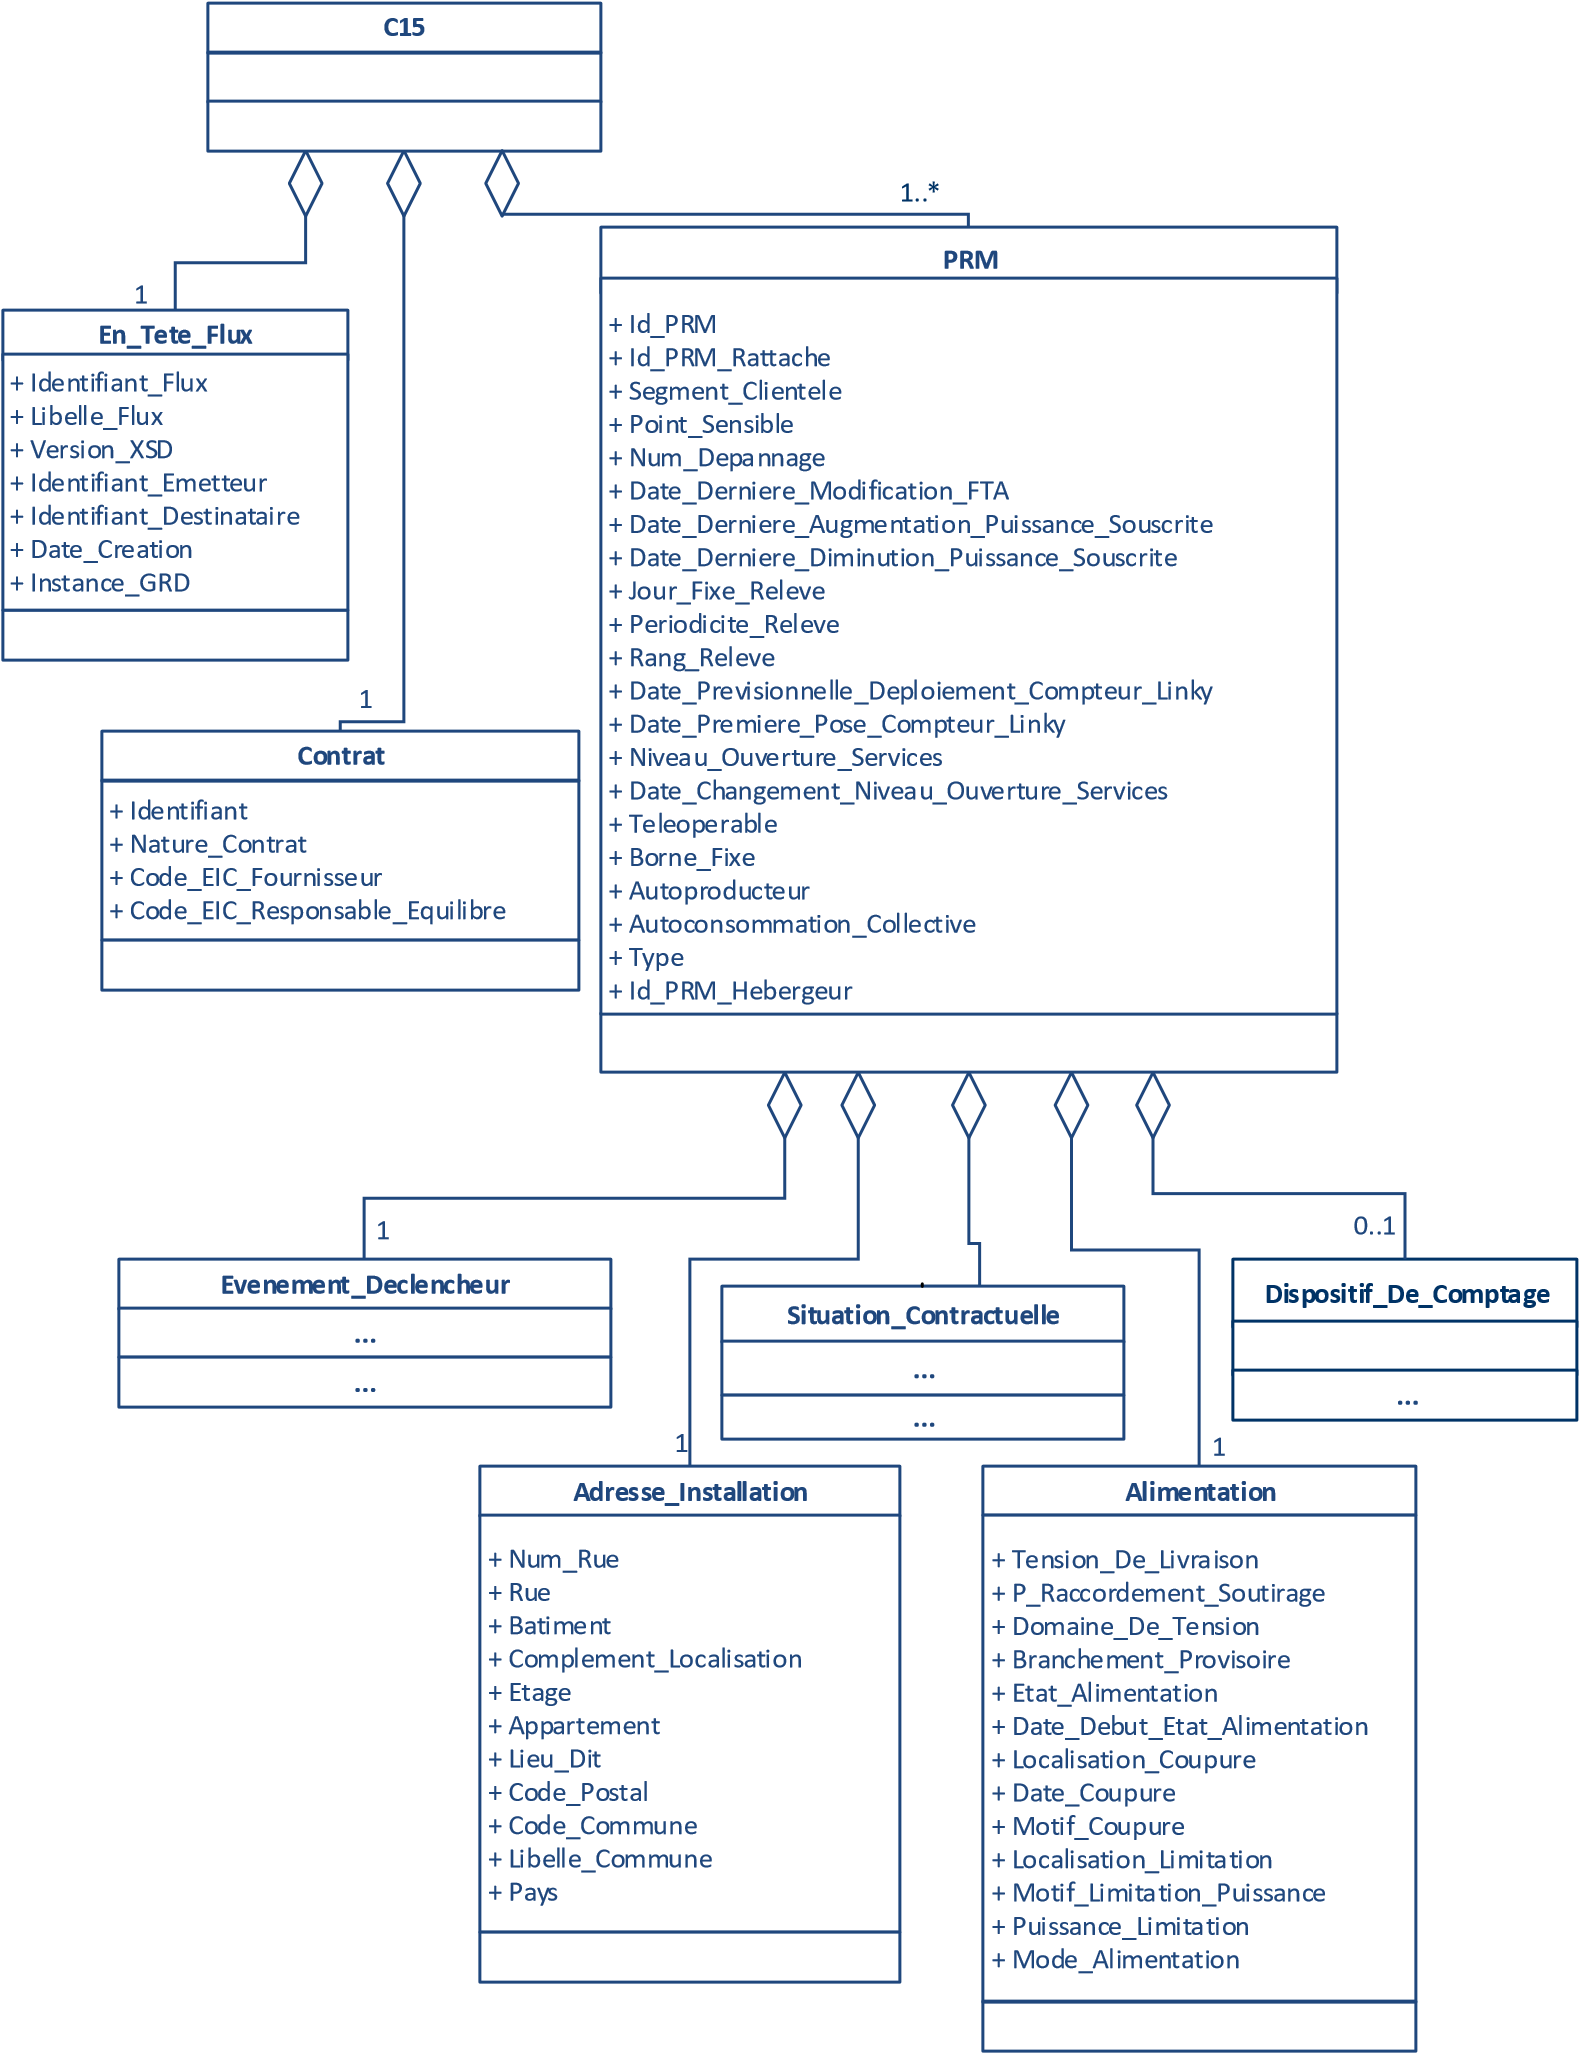 C15
1..*
PRM
+ Id_PRM
+ Id_PRM_Rattache
+ Segment_Clientele
+ Point_Sensible
+ Num_Depannage
+ Date_Derniere_Modification_FTA
+ Date_Derniere_Augmentation_Puissance_Souscrite
+ Date_Derniere_Diminution_Puissance_Souscrite
+ Jour_Fixe_Releve
+ Periodicite_Releve
+ Rang_Releve
+ Date_Previsionnelle_Deploiement_Compteur_Linky
+ Date_Premiere_Pose_Compteur_Linky
+ Niveau_Ouverture_Services
+ Date_Changement_Niveau_Ouverture_Services
+ Teleoperable
+ Borne_Fixe
+ Autoproducteur
+ Autoconsommation_Collective
+ Type
+ Id_PRM_Hebergeur
1
En_Tete_Flux
+ Identifiant_Flux
+ Libelle_Flux
+ Version_XSD
+ Identifiant_Emetteur
+ Identifiant_Destinataire
+ Date_Creation
+ Instance_GRD
1
Contrat
+ Identifiant
+ Nature_Contrat
+ Code_EIC_Fournisseur
+ Code_EIC_Responsable_Equilibre
1
Evenement_Declencheur
...
...
Situation_Contractuelle
...
...
0..1
Dispositif_De_Comptage
...
1
Adresse_Installation
+ Num_Rue
+ Rue
+ Batiment
+ Complement_Localisation
+ Etage
+ Appartement
+ Lieu_Dit
+ Code_Postal
+ Code_Commune
+ Libelle_Commune
+ Pays
1
Alimentation
+ Tension_De_Livraison
+ P_Raccordement_Soutirage
+ Domaine_De_Tension
+ Branchement_Provisoire
+ Etat_Alimentation
+ Date_Debut_Etat_Alimentation
+ Localisation_Coupure
+ Date_Coupure
+ Motif_Coupure
+ Localisation_Limitation
+ Motif_Limitation_Puissance
+ Puissance_Limitation
+ Mode_Alimentation